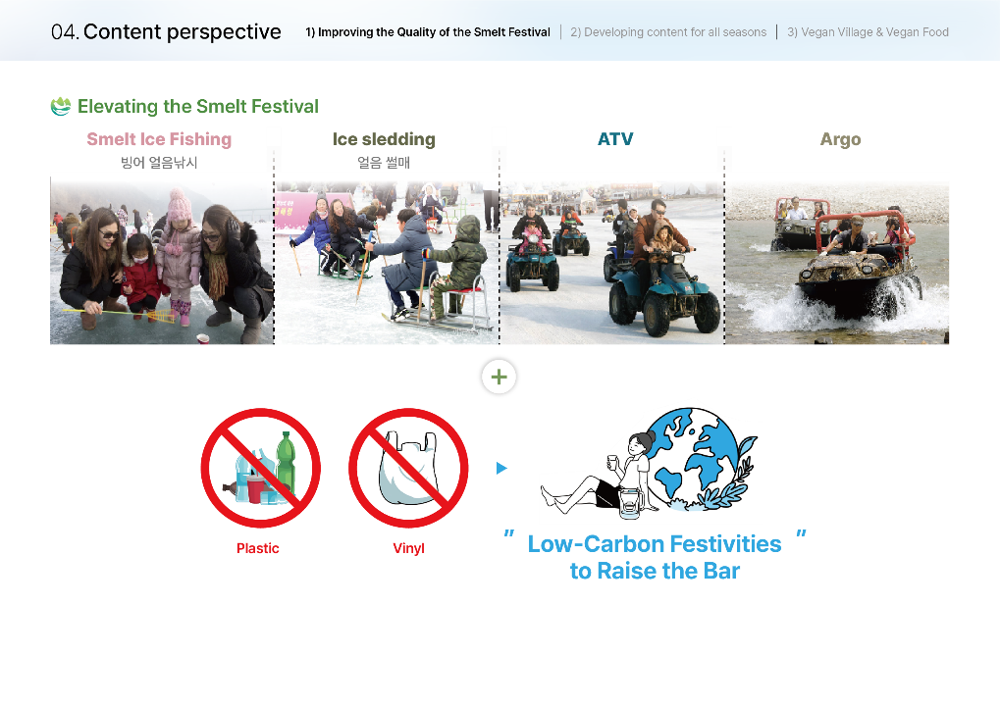 04. Content perspective
1) Improving the Quality of the Smelt Festival | 2) Developing content for all seasons | 3) Vegan Village & Vegan Food
Elevating the Smelt Festival
Smelt Ice Fishing
빙어 얼음낚시
Ice sledding
얼음 썰매
ATV
Argo
+
Plastic
Vinyl
" Low-Carbon Festivities "
to Raise the Bar